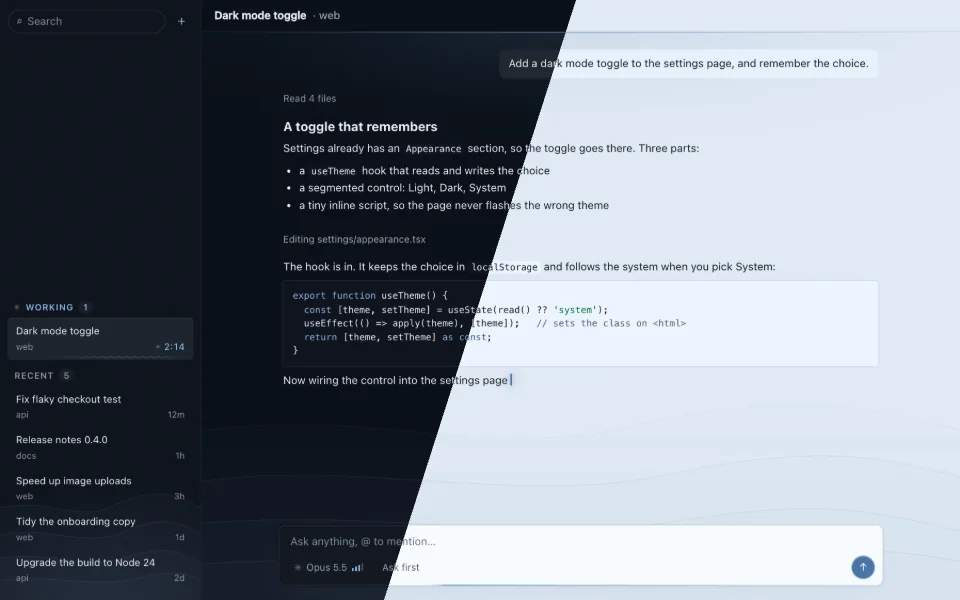 Search
+
Dark mode toggle · web
Add a dark mode toggle to the settings page, and remember the choice.
Read 4 files
A toggle that remembers
Settings already has an Appearance section, so the toggle goes there. Three parts:
• a useTheme hook that reads and writes the choice
• a segmented control: Light, Dark, System
• a tiny inline script, so the page never flashes the wrong theme
Editing settings/appearance.tsx
The hook is in. It keeps the choice in localStorage and follows the system when you pick System:
export function useTheme() {
const [theme, setTheme] = useState(read() ?? 'system');
useEffect(() => apply(theme), [theme]); // sets the class on <html>
return [theme, setTheme] as const;
}
Now wiring the control into the settings page
WORKING 1
Dark mode toggle
web 2:14
RECENT 5
Fix flaky checkout test
api 12m
Release notes 0.4.0
docs 1h
Speed up image uploads
web 3h
Tidy the onboarding copy
web 1d
Upgrade the build to Node 24
api 2d
Ask anything, @ to mention...
Opus 5.5 Ask first